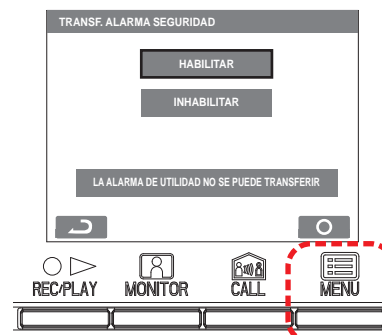 TRANSF. ALARMA SEGURIDAD
HABILITAR
INHABILITAR
LA ALARMA DE UTILIDAD NO SE PUEDE TRANSFERIR
REC/PLAY MONITOR CALL MENU